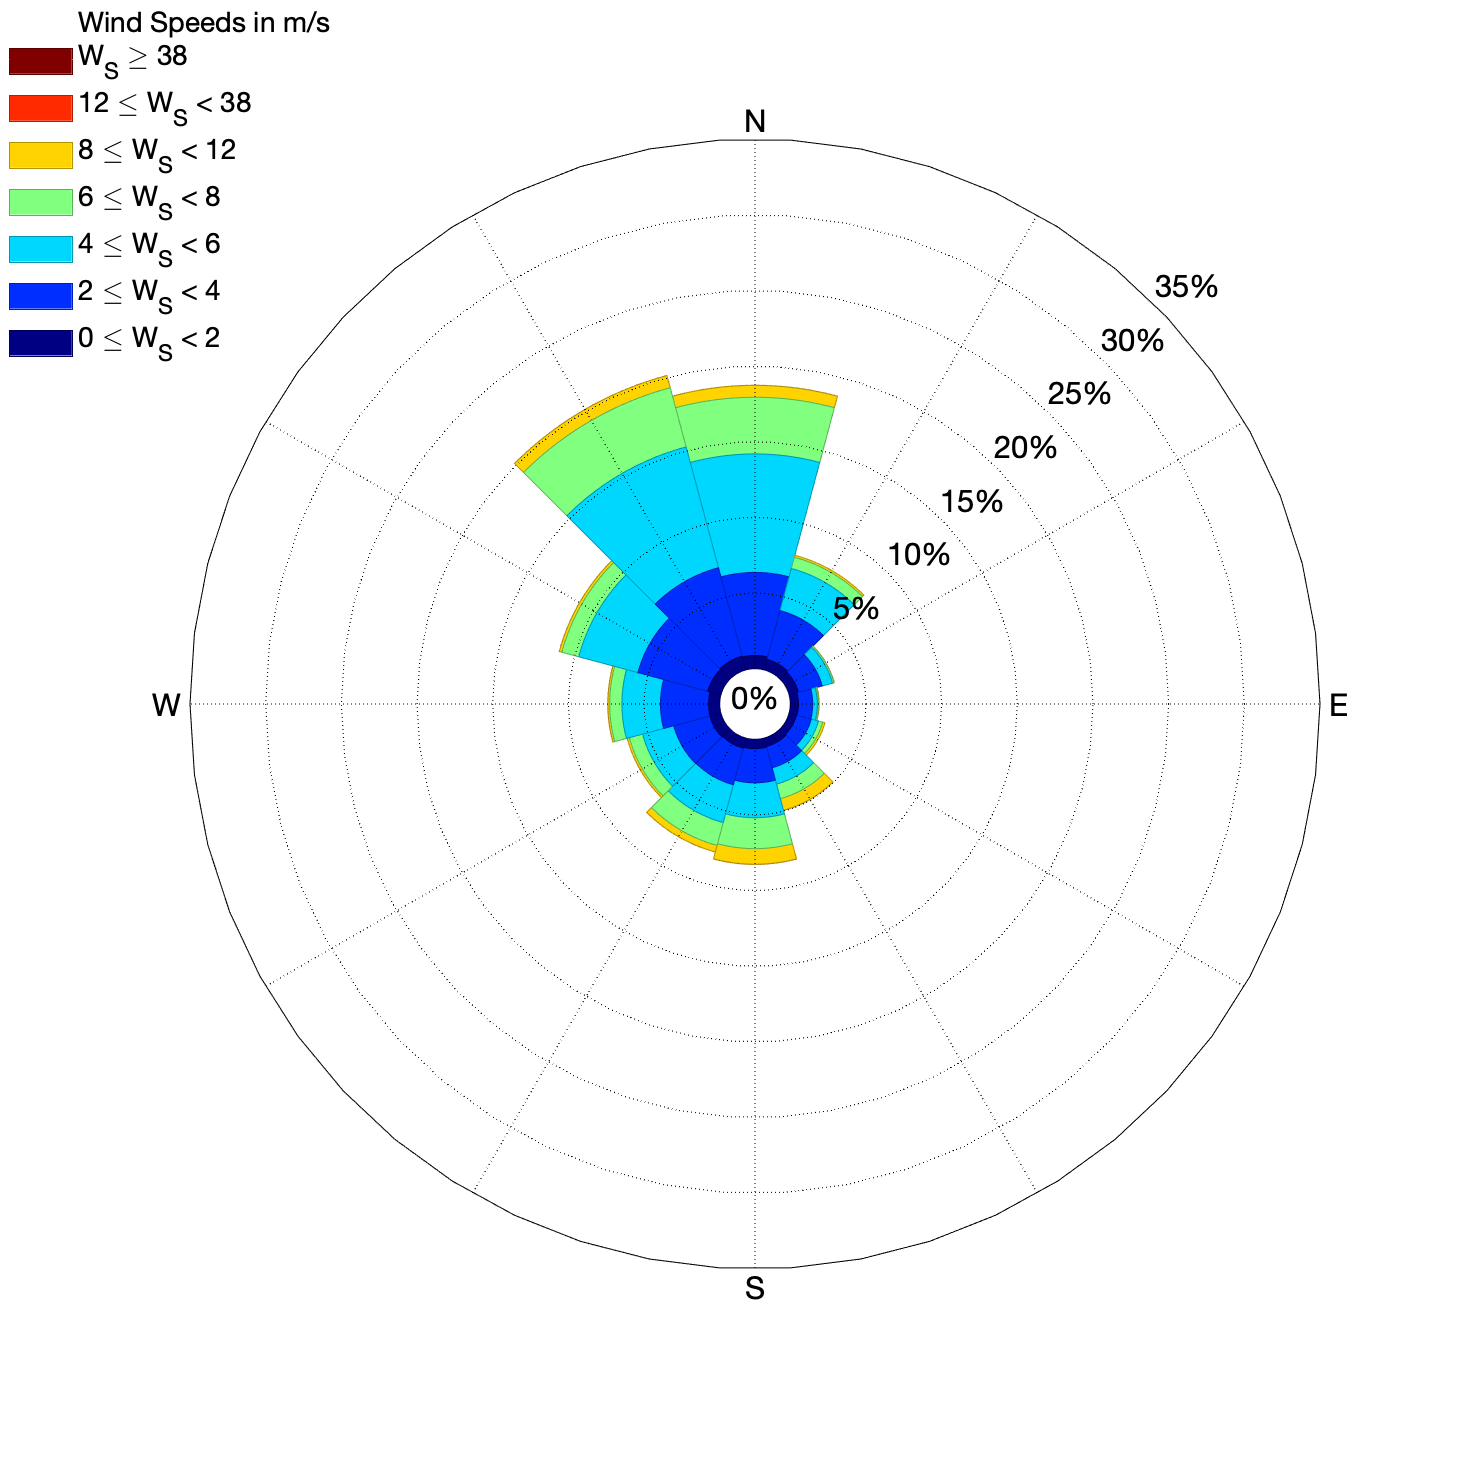 Wind Speeds in m/s
W_S ≥ 38
12 ≤ W_S < 38
8 ≤ W_S < 12
6 ≤ W_S < 8
4 ≤ W_S < 6
2 ≤ W_S < 4
0 ≤ W_S < 2
N
35%
30%
25%
20%
15%
10%
5%
0%
W
E
S